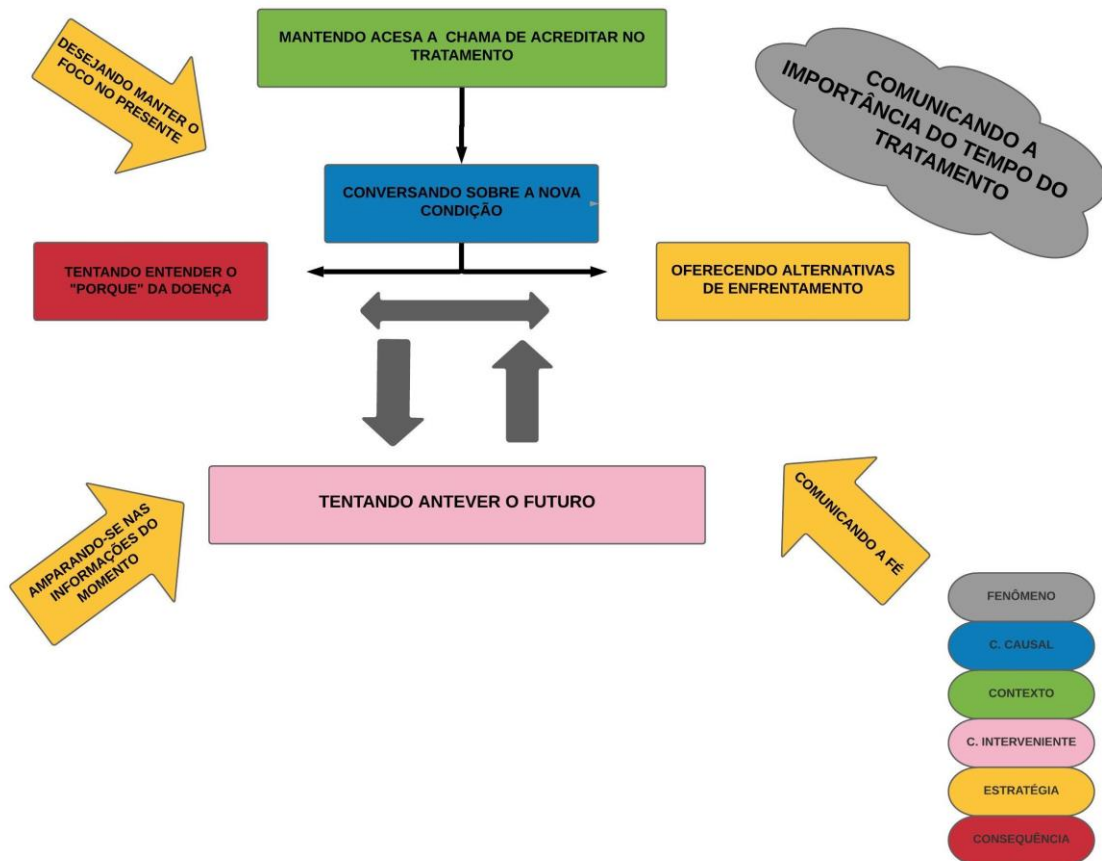 MANTENDO ACESA A CHAMA DE ACREDITAR NO
TRATAMENTO
DESEJANDO MANTER O
FOCO NO PRESENTE
COMUNICANDO A
IMPORTÂNCIA DO TEMPO DO
TRATAMENTO
CONVERSANDO SOBRE A NOVA
CONDIÇÃO
TENTANDO ENTENDER O
"PORQUE" DA DOENÇA
OFERECENDO ALTERNATIVAS
DE ENFRENTAMENTO
TENTANDO ANTEVER O FUTURO
AMPARANDO-SE NAS
INFORMAÇÕES DO
MOMENTO
COMUNICANDO A FÉ
FENÔMENO
C. CAUSAL
CONTEXTO
C. INTERVENIENTE
ESTRATÉGIA
CONSEQUÊNCIA